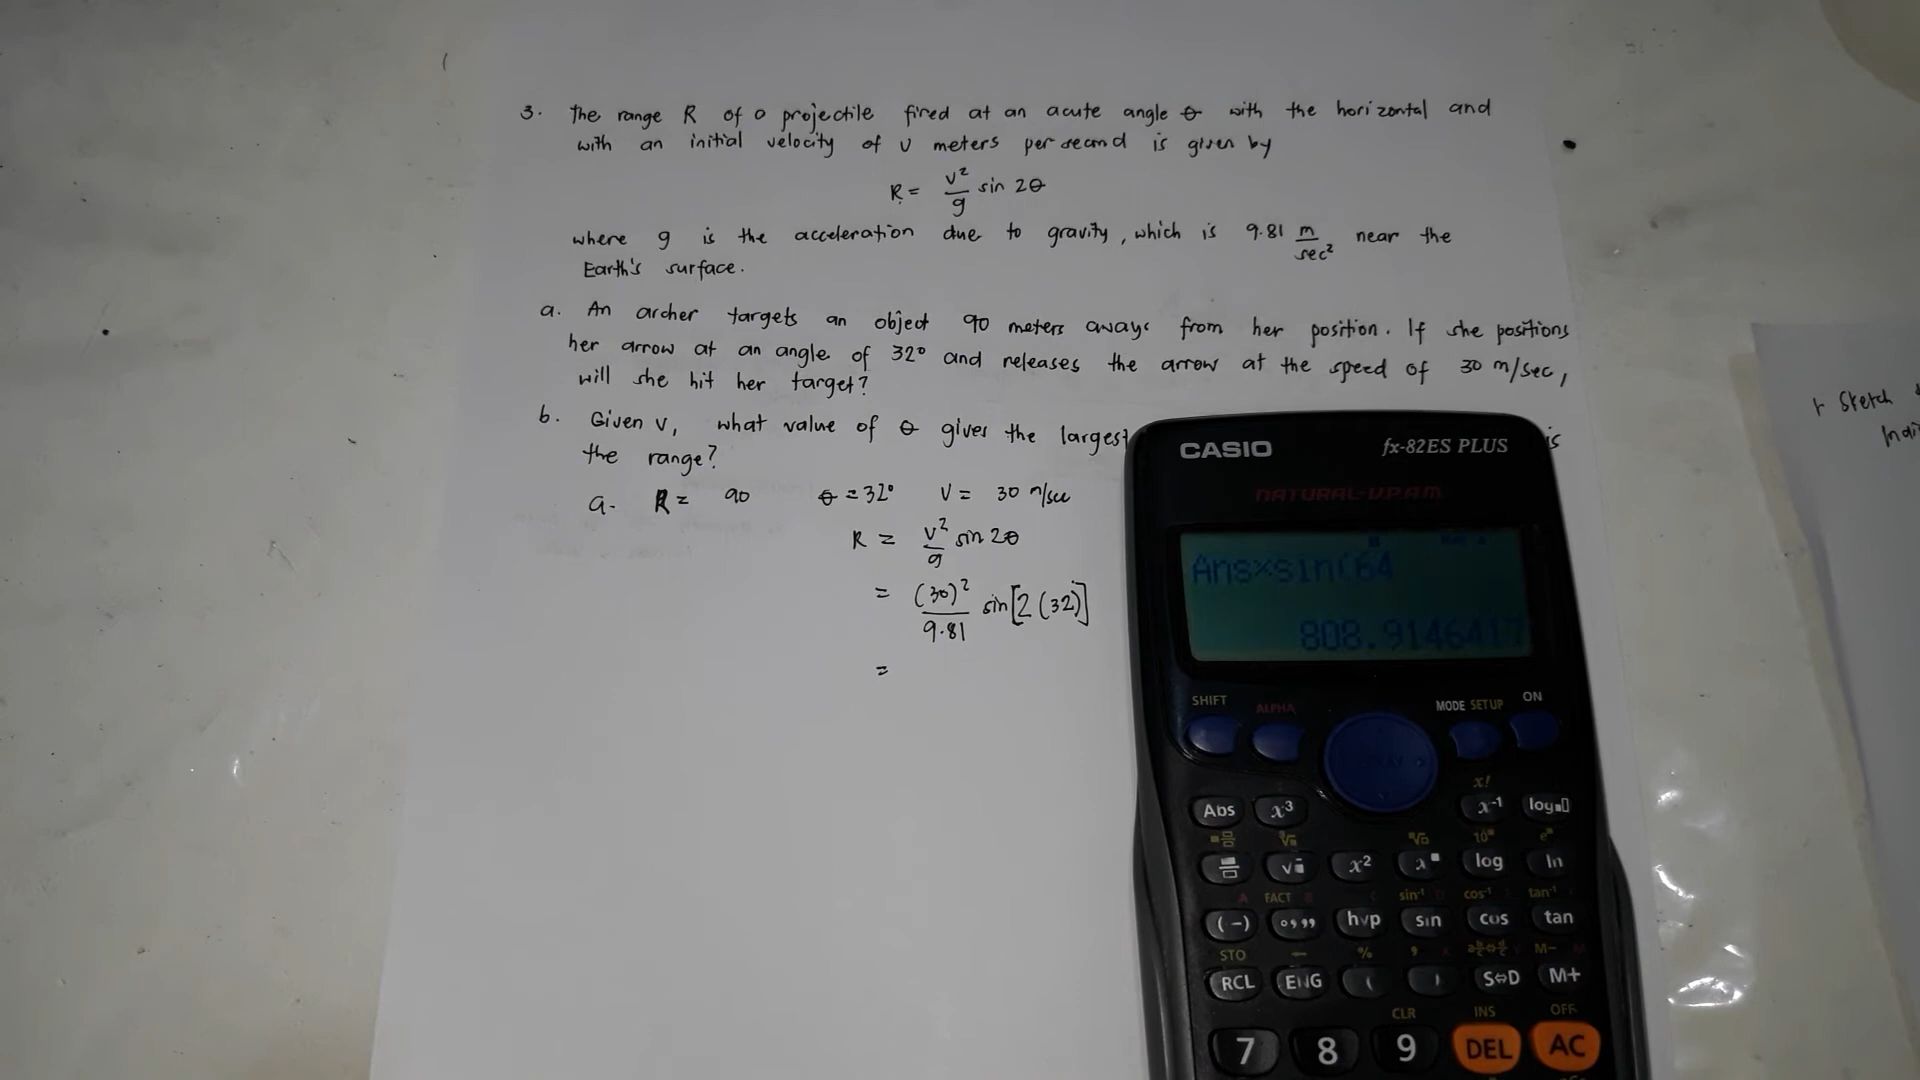 3. The range R of a projectile fired at an acute angle θ with the horizontal and
with an initial velocity of v meters per second is given by
R = v²/g sin 2θ
where g is the acceleration due to gravity, which is 9.81 m/sec² near the
Earth's surface.
a. An archer targets an object 90 meters aways from her position. If she positions
her arrow at an angle of 32° and releases the arrow at the speed of 30 m/sec,
will she hit her target?
b. Given v, what value of θ gives the largest
is
the range?
a. R = 90 θ = 32° V = 30 m/sec
R = v²/g sin 2θ
= (30)²/9.81 sin[2(32)]
=
Sketch
CASIO fx-82ES PLUS
NATURAL-V.P.A.M.
Ans×sin(64
808.9146417
SHIFT ALPHA MODE SETUP ON
x!
Abs x³ x⁻¹ log
10 e
√ x² x log ln
FACT sin⁻¹ cos⁻¹ tan⁻¹
(-) hyp sin cos tan
STO % , M-
RCL ENG ( ) S⇔D M+
CLR INS OFF
7 8 9 DEL AC